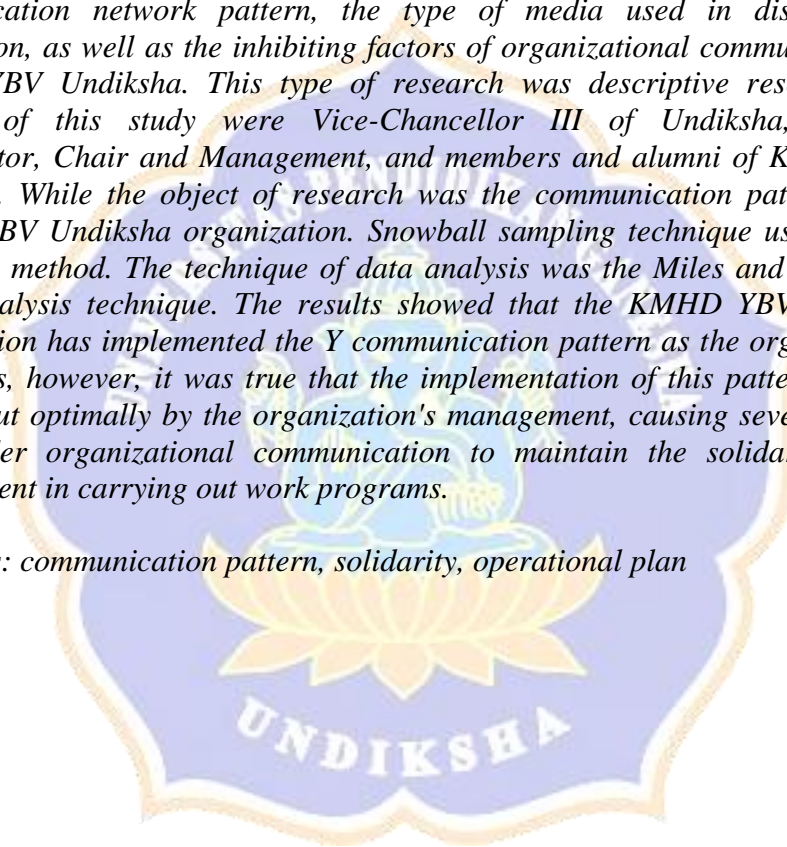 cation network pattern, the type of media used in dis
on, as well as the inhibiting factors of organizational commu
YBV Undiksha. This type of research was descriptive res
of this study were Vice-Chancellor III of Undiksha,
tor, Chair and Management, and members and alumni of K
. While the object of research was the communication pat
BV Undiksha organization. Snowball sampling technique us
method. The technique of data analysis was the Miles and
alysis technique. The results showed that the KMHD YBV
ion has implemented the Y communication pattern as the org
s, however, it was true that the implementation of this patte
ut optimally by the organization's management, causing seve
er organizational communication to maintain the solida
ent in carrying out work programs.
: communication pattern, solidarity, operational plan
UNIVERSITAS PENDIDIKAN GANESHA
UNDIKSHA